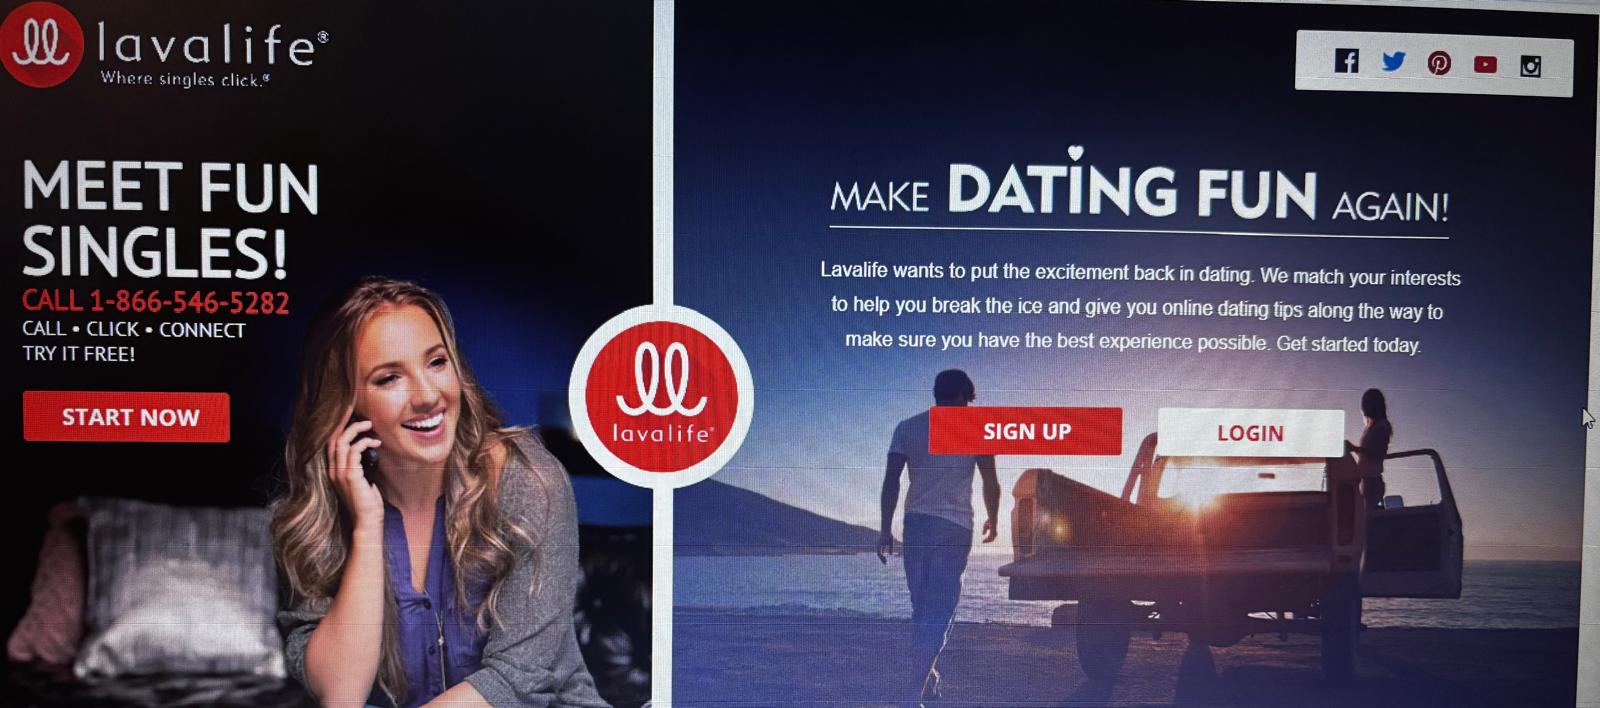 lavalife®
Where singles click.®
MEET FUN
SINGLES!
CALL 1-866-546-5282
CALL • CLICK • CONNECT
TRY IT FREE!
START NOW
lavalife®
MAKE DATING FUN AGAIN!
Lavalife wants to put the excitement back in dating. We match your interests
to help you break the ice and give you online dating tips along the way to
make sure you have the best experience possible. Get started today.
SIGN UP
LOGIN